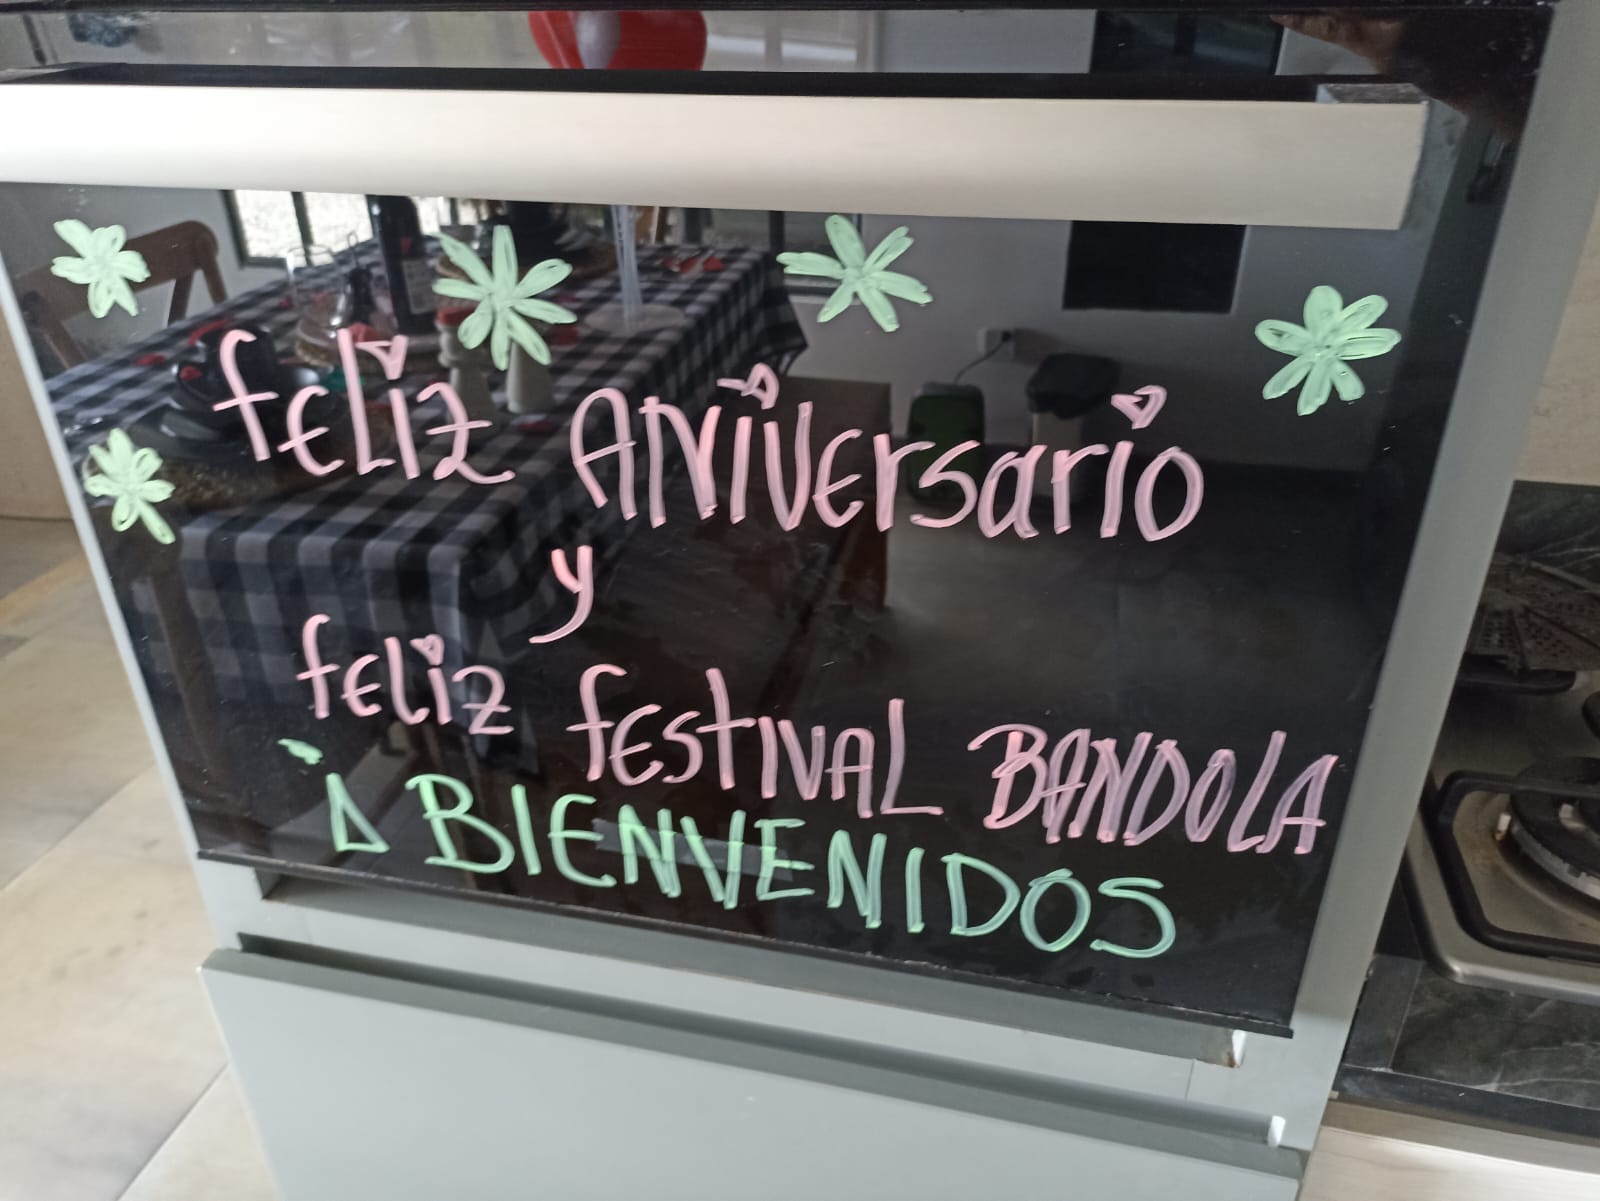 feliz Aniversario
y
feliz festival BANDOLA
BIENVENIDOS